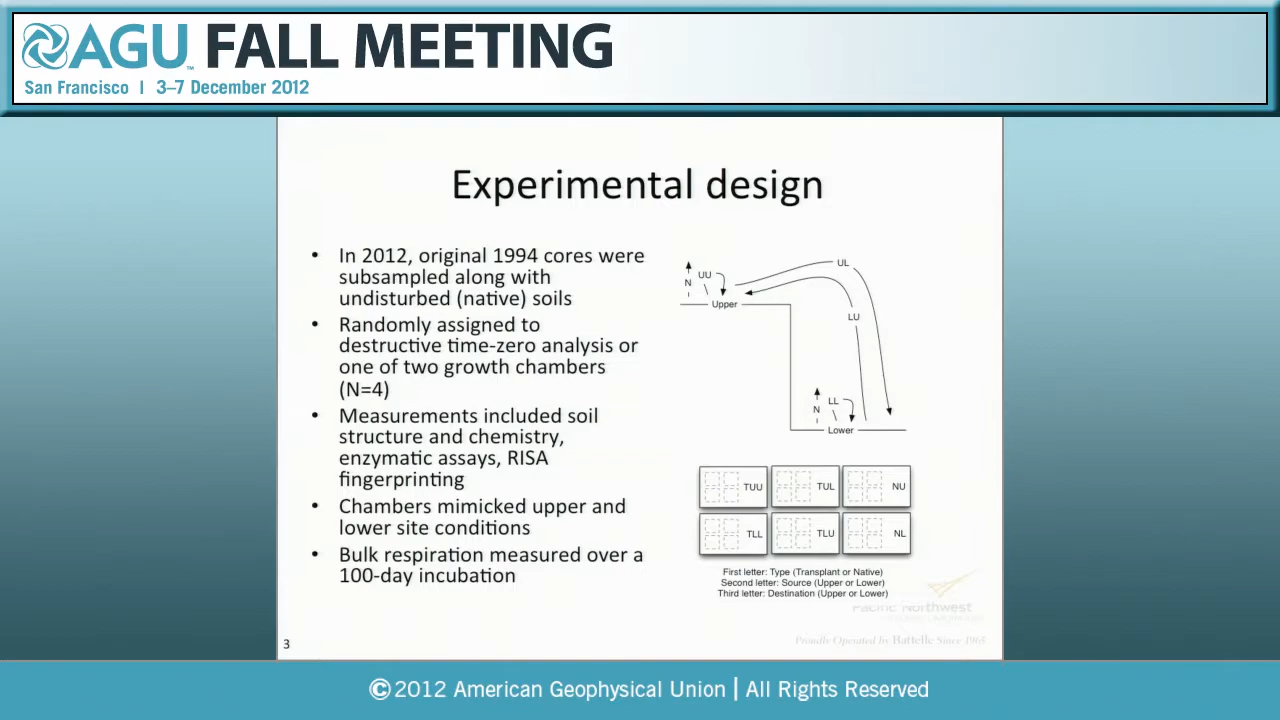 AGU FALL MEETING
San Francisco | 3–7 December 2012
Experimental design
• In 2012, original 1994 cores were
subsampled along with
undisturbed (native) soils
• Randomly assigned to
destructive time-zero analysis or
one of two growth chambers
(N=4)
• Measurements included soil
structure and chemistry,
enzymatic assays, RISA
fingerprinting
• Chambers mimicked upper and
lower site conditions
• Bulk respiration measured over a
100-day incubation
UL
UU
N
Upper
LU
LL
N
Lower
TUU TUL NU
TLL TLU NL
First letter: Type (Transplant or Native)
Second letter: Source (Upper or Lower)
Third letter: Destination (Upper or Lower)
Pacific Northwest
Proudly Operated by Battelle Since 1965
3
©2012 American Geophysical Union | All Rights Reserved